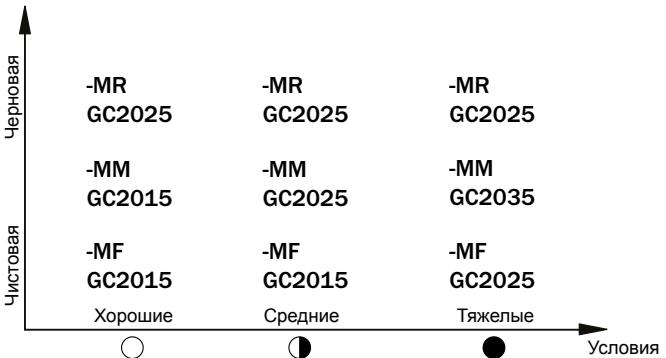 Черновая
-MR
GC2025
-MR
GC2025
-MR
GC2025
-MM
GC2015
-MM
GC2025
-MM
GC2035
Чистовая
-MF
GC2015
-MF
GC2015
-MF
GC2025
Хорошие
Средние
Тяжелые
Условия